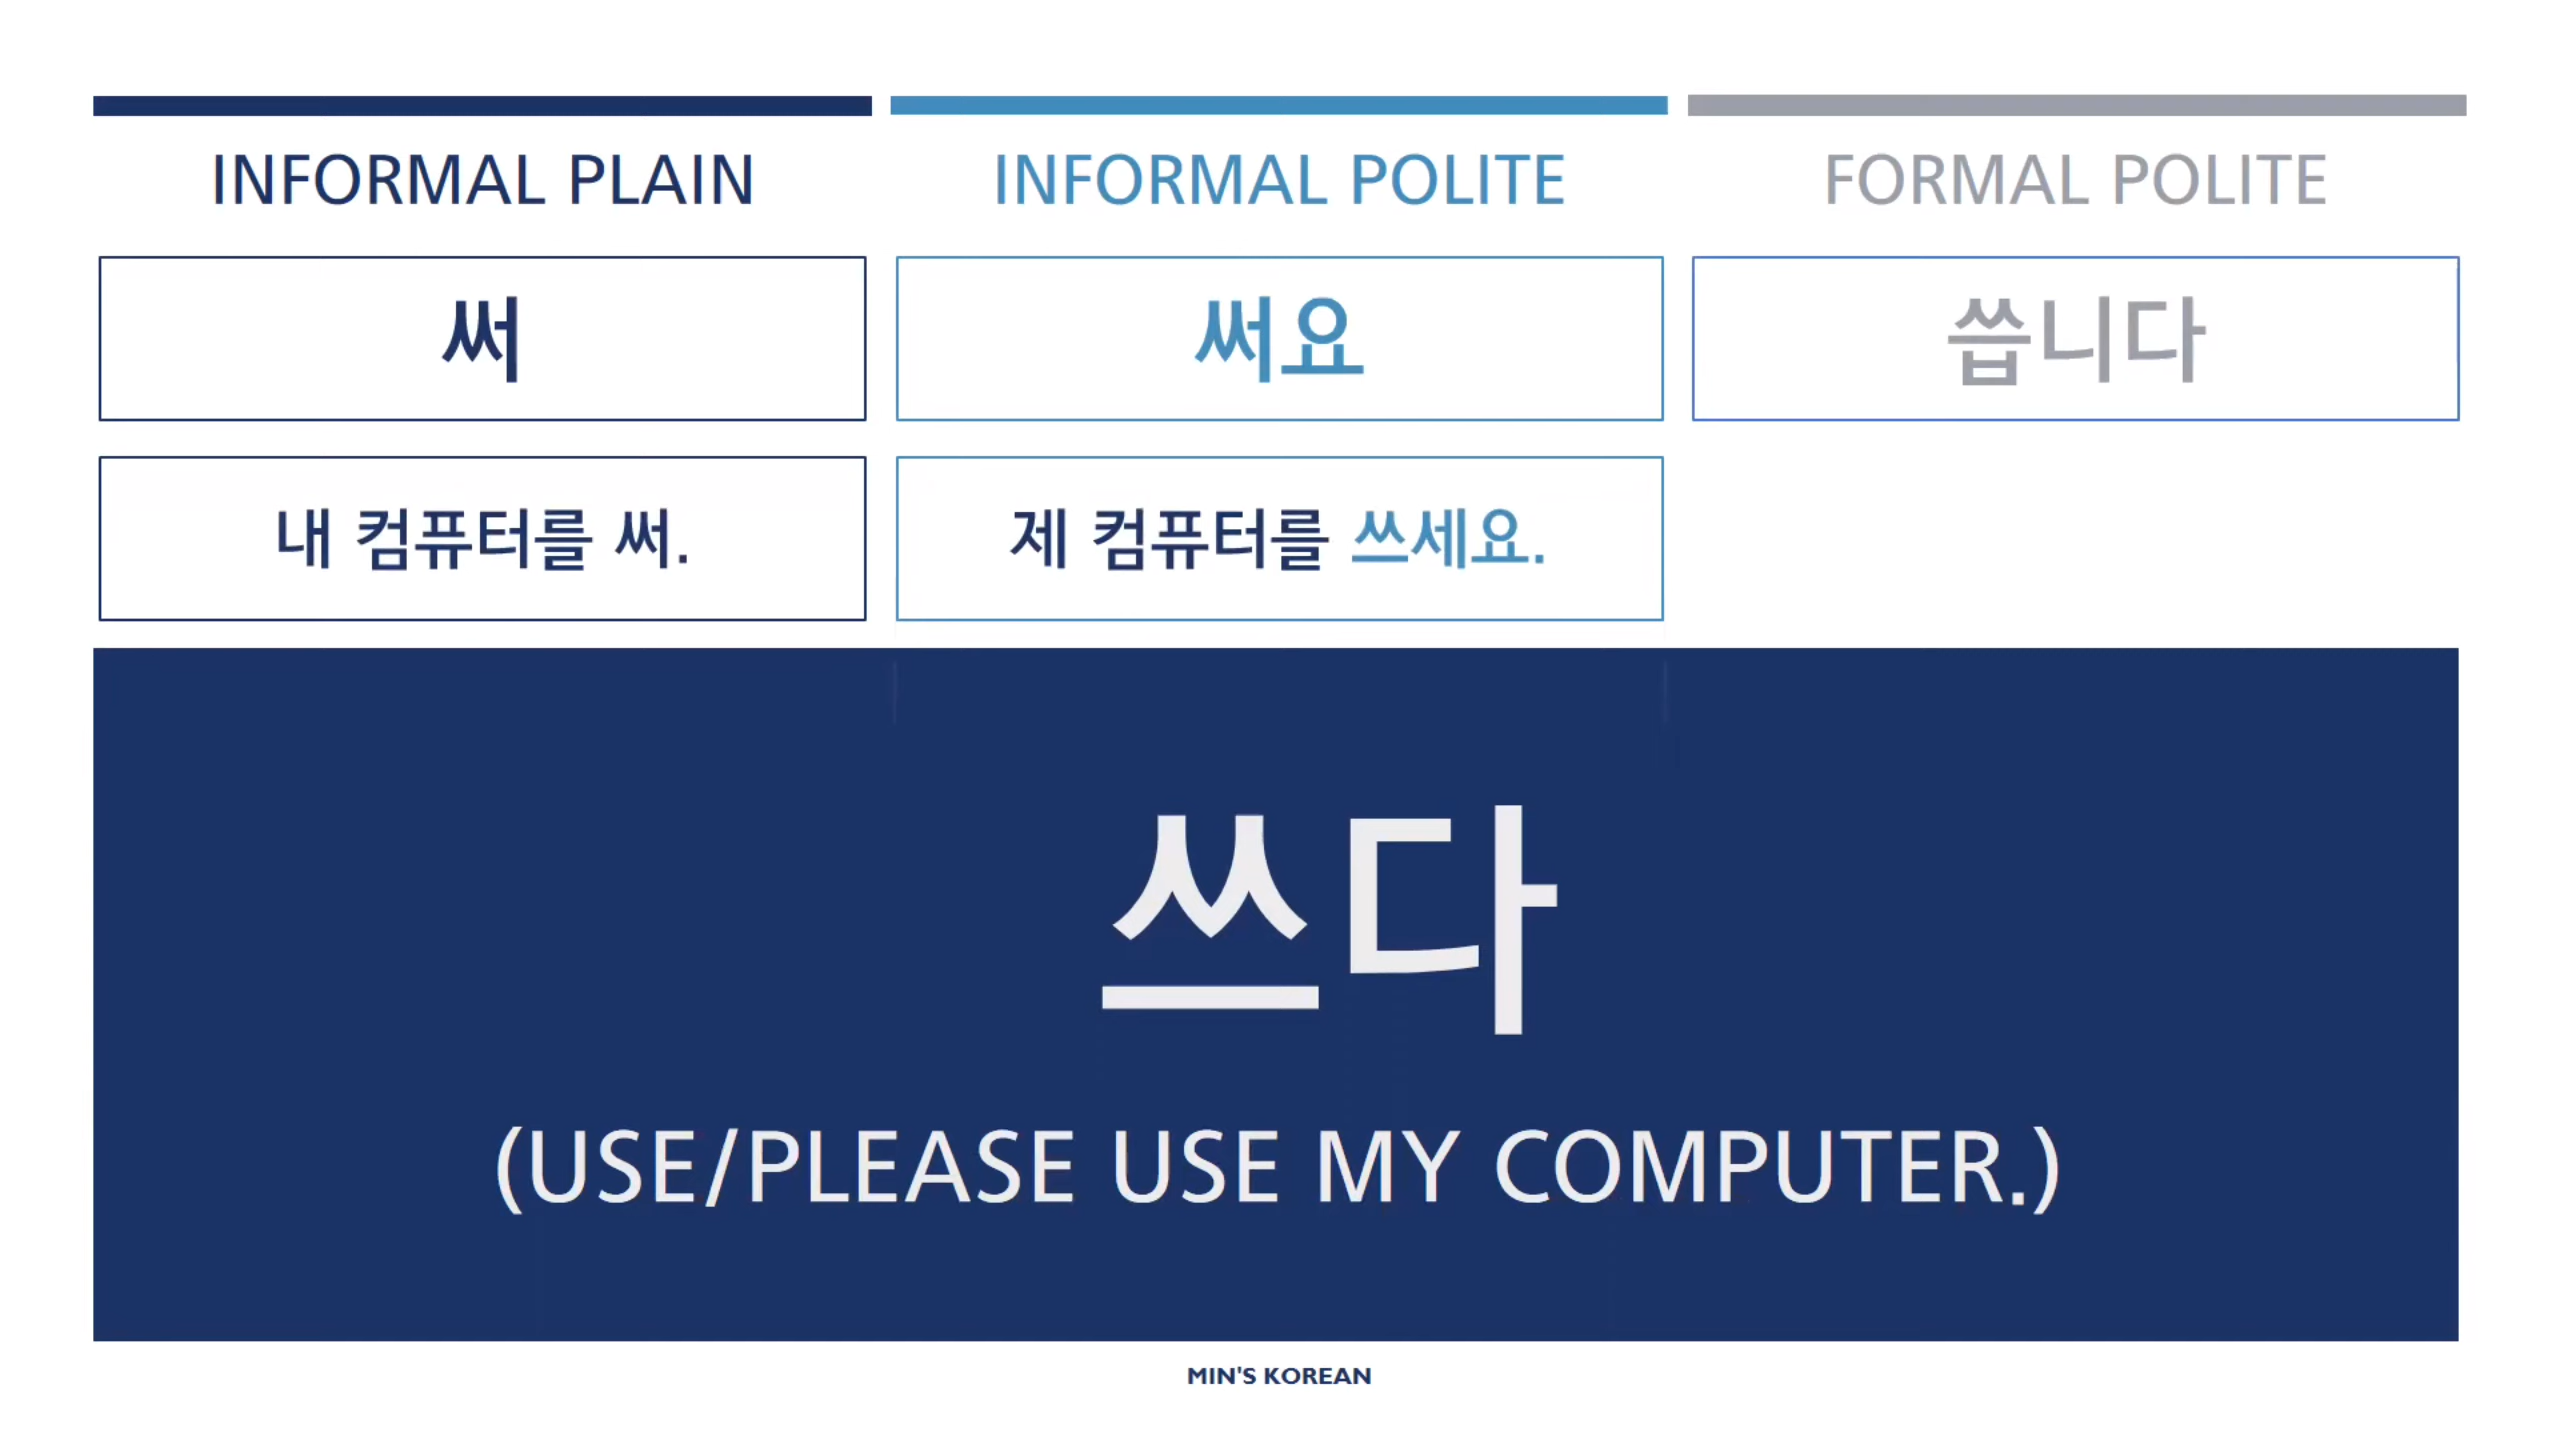 INFORMAL PLAIN
INFORMAL POLITE
FORMAL POLITE
써
써요
씁니다
내 컴퓨터를 써.
제 컴퓨터를 쓰세요.
쓰다
(USE/PLEASE USE MY COMPUTER.)
MIN'S KOREAN